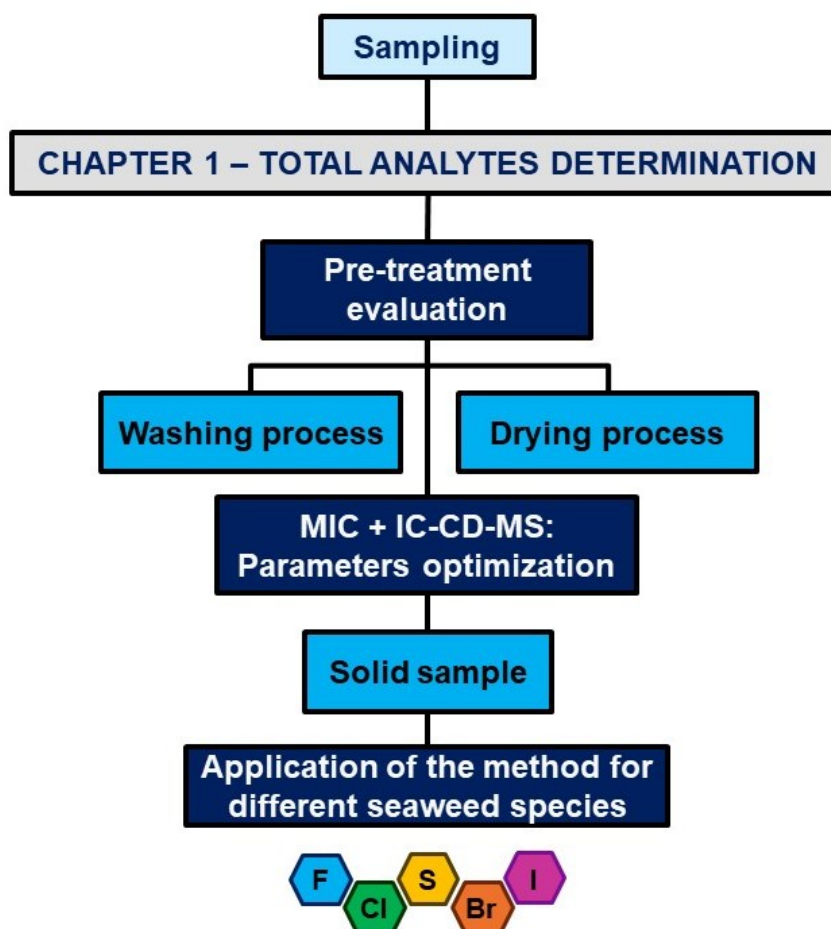 Sampling
CHAPTER 1 – TOTAL ANALYTES DETERMINATION
Pre-treatment
evaluation
Washing process
Drying process
MIC + IC-CD-MS:
Parameters optimization
Solid sample
Application of the method for
different seaweed species
F
Cl
S
Br
I